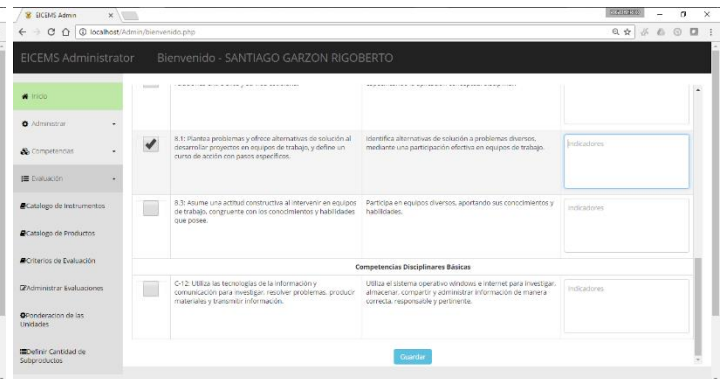 EICEMS Admin
localhost/Admin/bienvenido.php
EICEMS Administrator
Bienvenido - SANTIAGO GARZON RIGOBERTO
Inicio
Administrar
Competencias
Evaluación
Catalogo de Instrumentos
Catalogo de Productos
Criterios de Evaluación
Administrar Evaluaciones
Ponderacion de las
Unidades
Definir Cantidad de
Subproductos
8.1: Plantea problemas y ofrece alternativas de solución al
desarrollar proyectos en equipos de trabajo, y define un
curso de acción con pasos específicos.
Identifica alternativas de solución a problemas diversos,
mediante una participación efectiva en equipos de trabajo.
Indicadores
8.3: Asume una actitud constructiva al intervenir en equipos
de trabajo, congruente con los conocimientos y habilidades
que posee.
Participa en equipos diversos, aportando sus conocimientos y
habilidades.
Indicadores
Competencias Disciplinares Básicas
C-12: Utiliza las tecnologías de la información y
comunicación para investigar, resolver problemas, producir
materiales y transmitir información.
Utiliza el sistema operativo windows e internet para investigar,
almacenar, compartir y administrar información de manera
correcta, responsable y pertinente.
Indicadores
Guardar